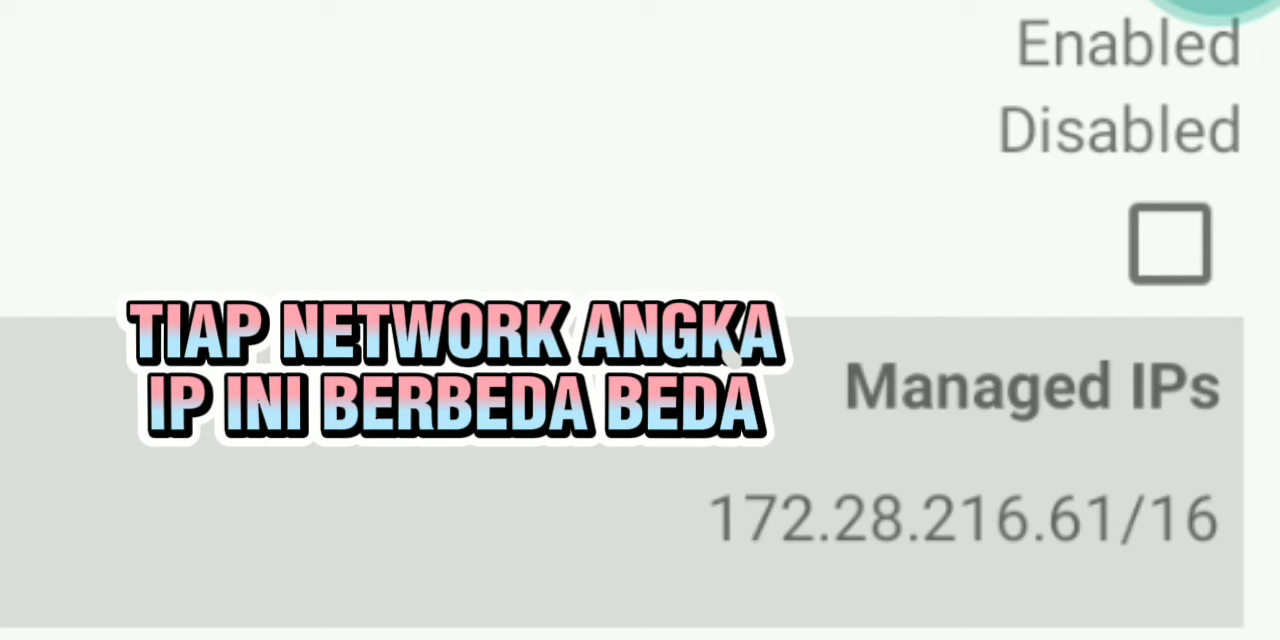 Enabled
Disabled
TIAP NETWORK ANGKA
IP INI BERBEDA BEDA
Managed IPs
172.28.216.61/16